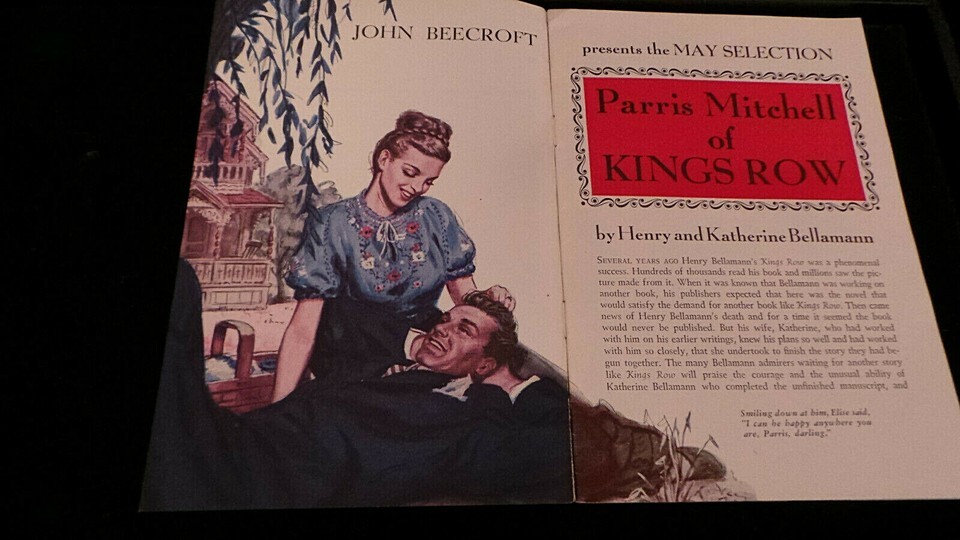 JOHN BEECROFT
presents the MAY SELECTION
Parris Mitchell
of
KINGS ROW
by Henry and Katherine Bellamann
SEVERAL YEARS AGO Henry Bellamann's Kings Row was a phenomenal
success. Hundreds of thousands read his book and millions saw the pic-
ture made from it. When it was known that Bellamann was working on
another book, his publishers expected that here was the novel that
would satisfy the demand for another book like Kings Row. Then came
news of Henry Bellamann's death and for a time it seemed the book
would never be published. But his wife, Katherine, who had worked
with him on his earlier writings, knew his plans so well and had worked
with him so closely, that she undertook to finish the story they had be-
gun together. The many Bellamann admirers waiting for another story
like Kings Row will praise the courage and the unusual ability of
Katherine Bellamann who completed the unfinished manuscript, and
Smiling down at him, Elise said,
"I can be happy anywhere you
are, Parris, darling."